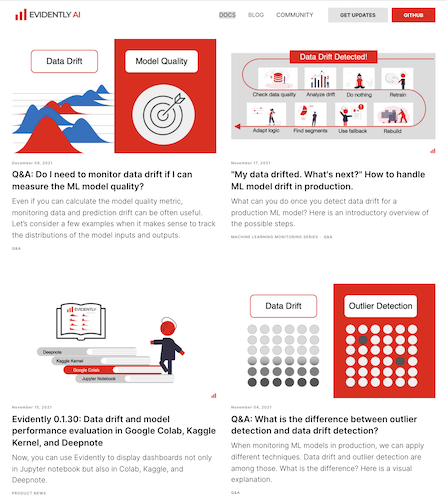 EVIDENTLY AI
DOCS
BLOG
COMMUNITY
GET UPDATES
GITHUB
Data Drift
Model Quality
December 08, 2021
Q&A: Do I need to monitor data drift if I can
measure the ML model quality?
Even if you can calculate the model quality metric,
monitoring data and prediction drift can be often useful.
Let's consider a few examples when it makes sense to track
the distributions of the model inputs and outputs.
Q&A
Data Drift Detected!
Check data quality
Analyze drift
Do nothing
Retrain
Adapt logic
Find segments
Use fallback
Rebuild
November 17, 2021
"My data drifted. What's next?" How to handle
ML model drift in production.
What can you do once you detect data drift for a
production ML model? Here is an introductory overview of
the possible steps.
MACHINE LEARNING MONITORING SERIES Q&A
EVIDENTLY
Deepnote
Kaggle Kernel
Google Colab
Jupyter Notebook
November 15, 2021
Evidently 0.1.30: Data drift and model
performance evaluation in Google Colab, Kaggle
Kernel, and Deepnote
Now, you can use Evidently to display dashboards not only
in Jupyter notebook but also in Colab, Kaggle, and
Deepnote.
PRODUCT NEWS
Data Drift
Outlier Detection
November 04, 2021
Q&A: What is the difference between outlier
detection and data drift detection?
When monitoring ML models in production, we can apply
different techniques. Data drift and outlier detection are
among those. What is the difference? Here is a visual
explanation.
Q&A